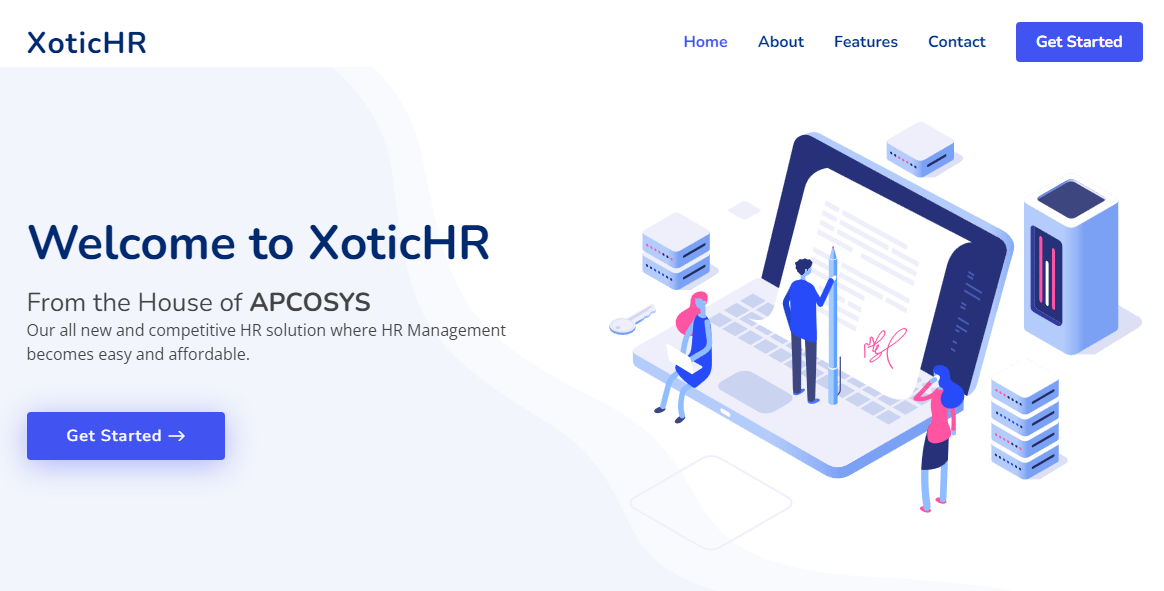 XoticHR
Home About Features Contact Get Started
Welcome to XoticHR
From the House of APCOSYS
Our all new and competitive HR solution where HR Management
becomes easy and affordable.
Get Started →